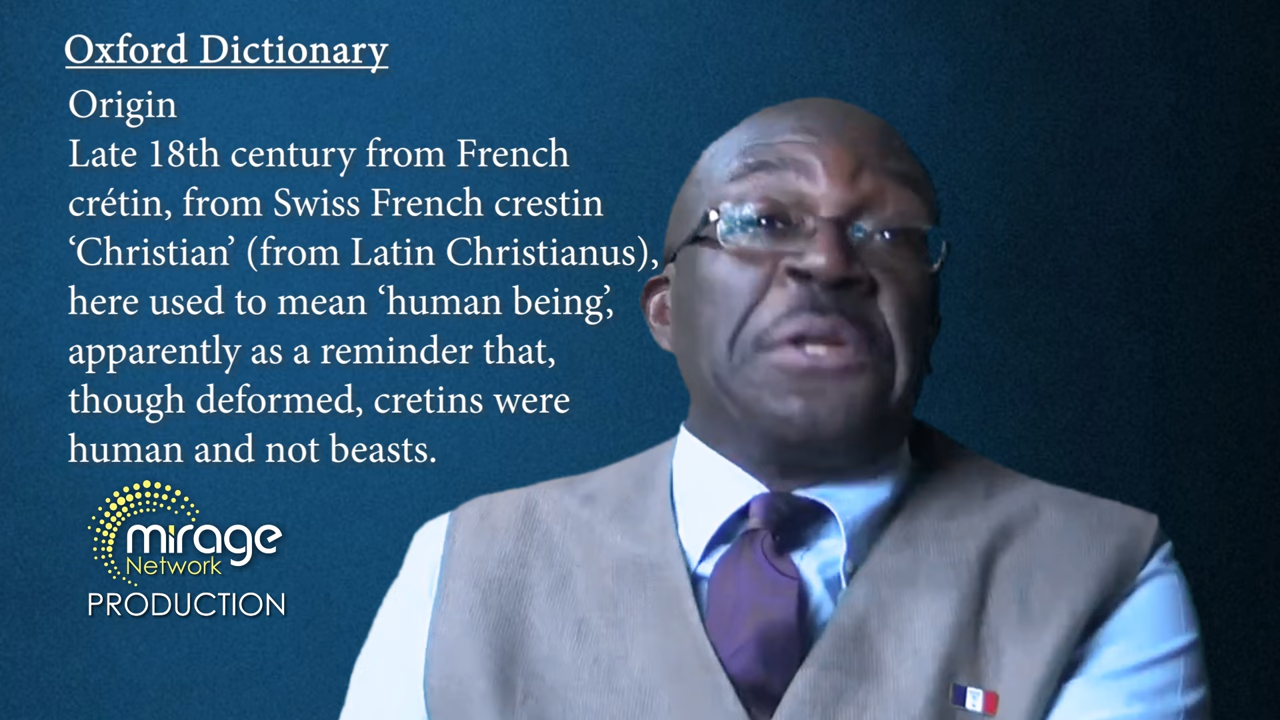 Oxford Dictionary
Origin
Late 18th century from French
crétin, from Swiss French crestin
‘Christian’ (from Latin Christianus),
here used to mean ‘human being’,
apparently as a reminder that,
though deformed, cretins were
human and not beasts.
mirage
Network
PRODUCTION